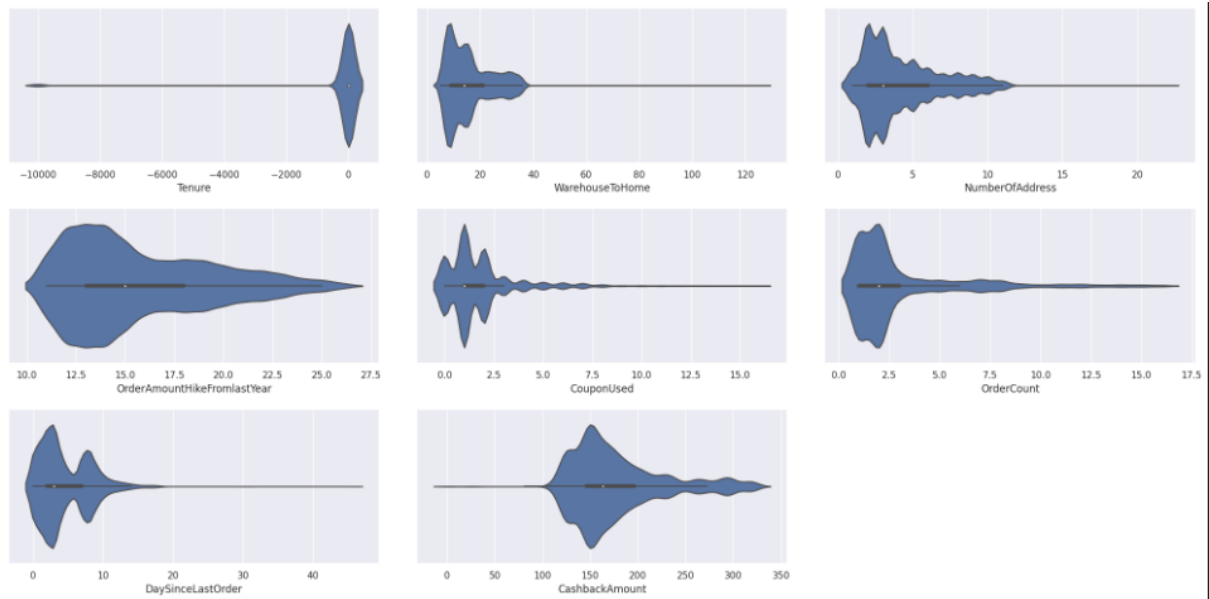 −10000 −8000 −6000 −4000 −2000 0
Tenure
0 20 40 60 80 100 120
WarehouseToHome
0 5 10 15 20
NumberOfAddress
10.0 12.5 15.0 17.5 20.0 22.5 25.0 27.5
OrderAmountHikeFromlastYear
0.0 2.5 5.0 7.5 10.0 12.5 15.0
CouponUsed
0.0 2.5 5.0 7.5 10.0 12.5 15.0 17.5
OrderCount
0 10 20 30 40
DaySinceLastOrder
0 50 100 150 200 250 300 350
CashbackAmount